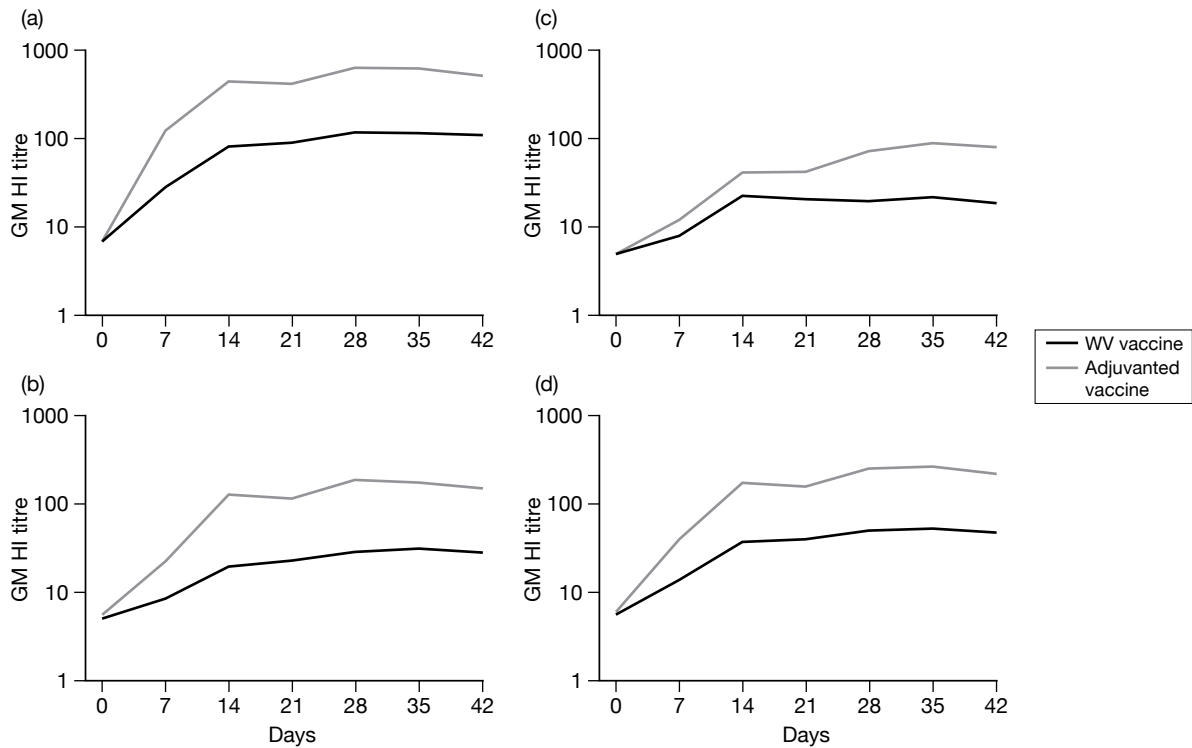 (a)
1000
100
10
1
GM HI titre
0 7 14 21 28 35 42
(c)
1000
100
10
1
GM HI titre
0 7 14 21 28 35 42
WV vaccine
Adjuvanted
vaccine
(b)
1000
100
10
1
GM HI titre
0 7 14 21 28 35 42
Days
(d)
1000
100
10
1
GM HI titre
0 7 14 21 28 35 42
Days